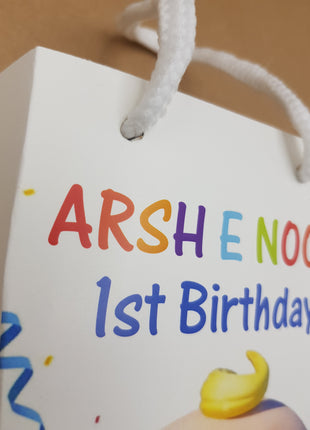 ARSH E NOO
1st Birthday